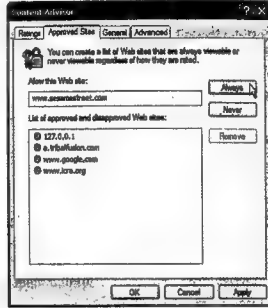 Content Advisor
Ratings Approved Sites General Advanced
You can create a list of Web sites that are always viewable or
never viewable regardless of how they are rated.
Allow this Web site:
www.sesamestreet.com
Always
Never
List of approved and disapproved Web sites:
Remove
127.0.0.1
a.tribalfusion.com
www.google.com
www.icra.org
OK Cancel Apply